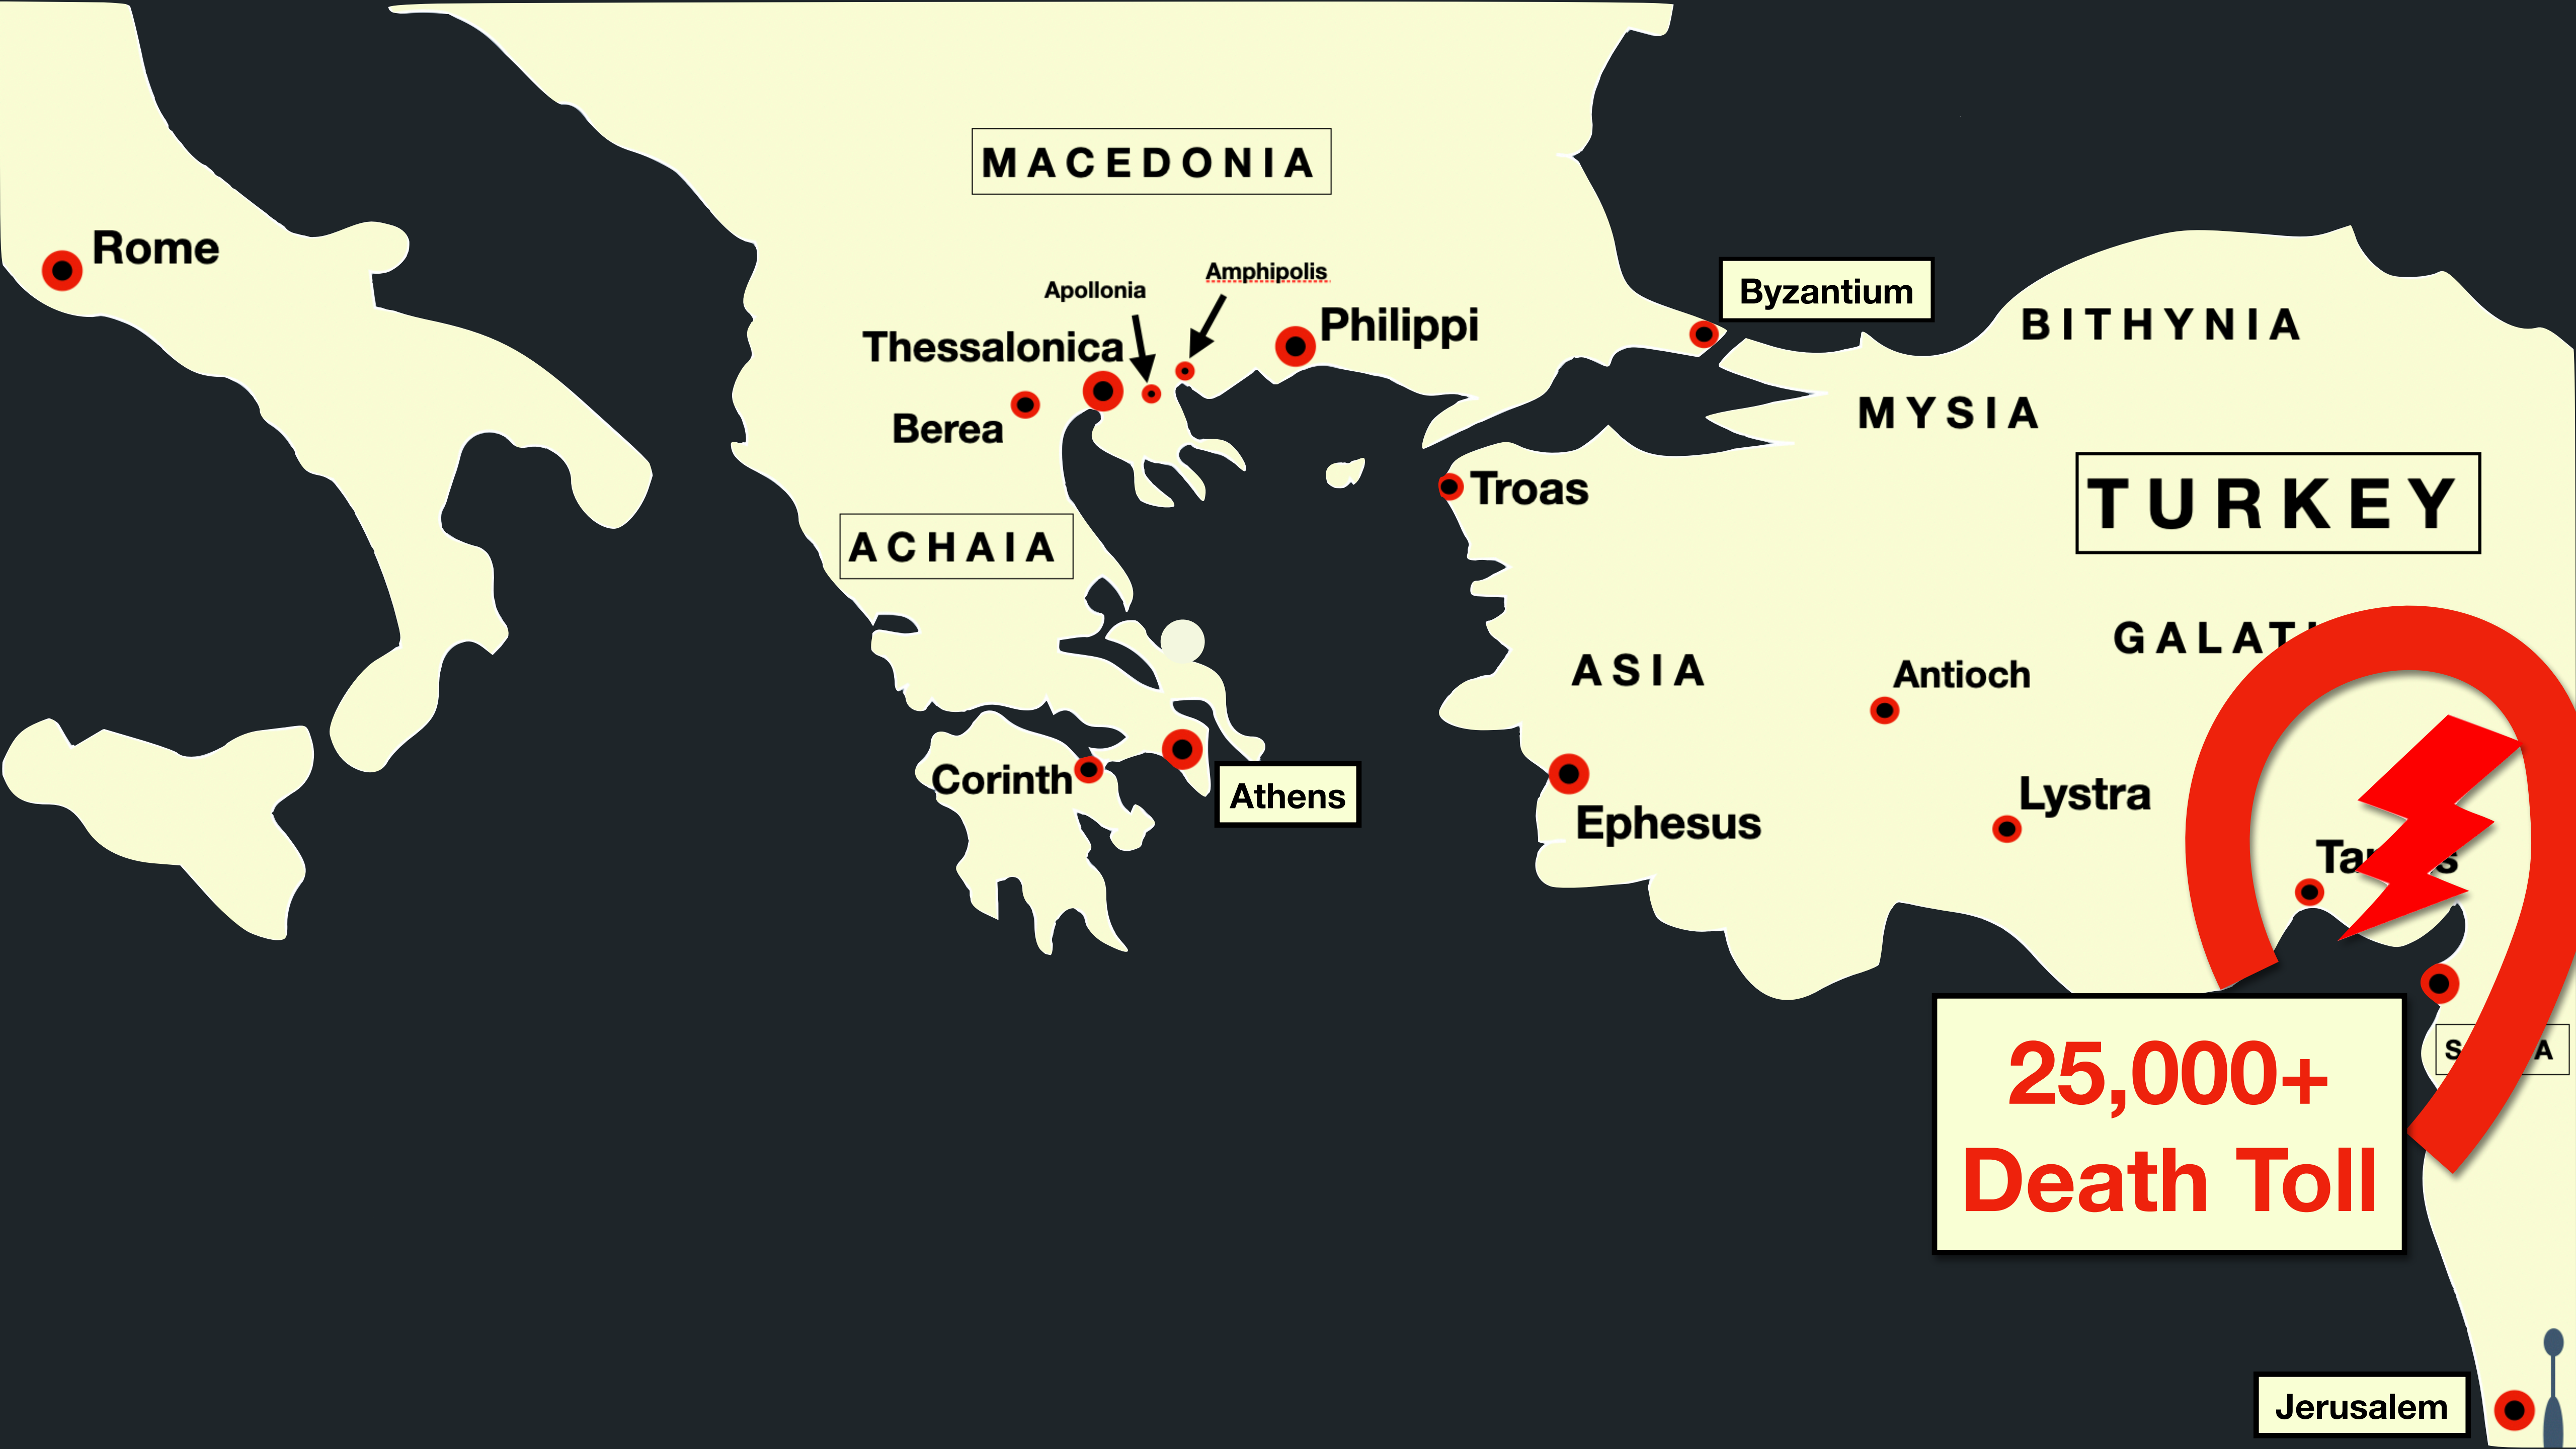 MACEDONIA
Rome
Amphipolis
Apollonia
Byzantium
BITHYNIA
Philippi
Thessalonica
MYSIA
Berea
Troas
TURKEY
ACHAIA
GALAT
ASIA
Antioch
Corinth
Athens
Lystra
Ephesus
25,000+
Death Toll
Jerusalem